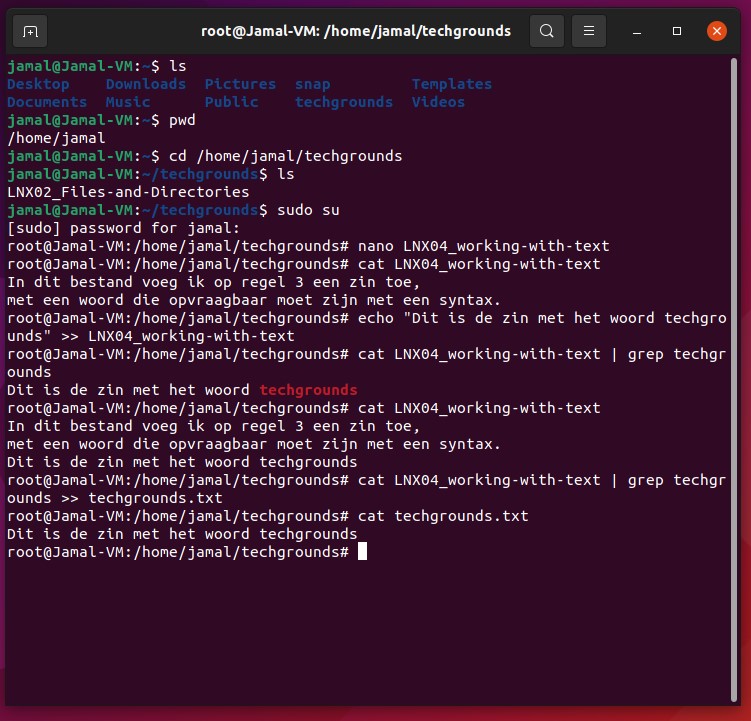 root@Jamal-VM: /home/jamal/techgrounds
jamal@Jamal-VM:~$ ls
Desktop Downloads Pictures snap Templates
Documents Music Public techgrounds Videos
jamal@Jamal-VM:~$ pwd
/home/jamal
jamal@Jamal-VM:~$ cd /home/jamal/techgrounds
jamal@Jamal-VM:~/techgrounds$ ls
LNX02_Files-and-Directories
jamal@Jamal-VM:~/techgrounds$ sudo su
[sudo] password for jamal:
root@Jamal-VM:/home/jamal/techgrounds# nano LNX04_working-with-text
root@Jamal-VM:/home/jamal/techgrounds# cat LNX04_working-with-text
In dit bestand voeg ik op regel 3 een zin toe,
met een woord die opvraagbaar moet zijn met een syntax.
root@Jamal-VM:/home/jamal/techgrounds# echo "Dit is de zin met het woord techgro
unds" >> LNX04_working-with-text
root@Jamal-VM:/home/jamal/techgrounds# cat LNX04_working-with-text | grep techgr
ounds
Dit is de zin met het woord techgrounds
root@Jamal-VM:/home/jamal/techgrounds# cat LNX04_working-with-text
In dit bestand voeg ik op regel 3 een zin toe,
met een woord die opvraagbaar moet zijn met een syntax.
Dit is de zin met het woord techgrounds
root@Jamal-VM:/home/jamal/techgrounds# cat LNX04_working-with-text | grep techgr
ounds >> techgrounds.txt
root@Jamal-VM:/home/jamal/techgrounds# cat techgrounds.txt
Dit is de zin met het woord techgrounds
root@Jamal-VM:/home/jamal/techgrounds#